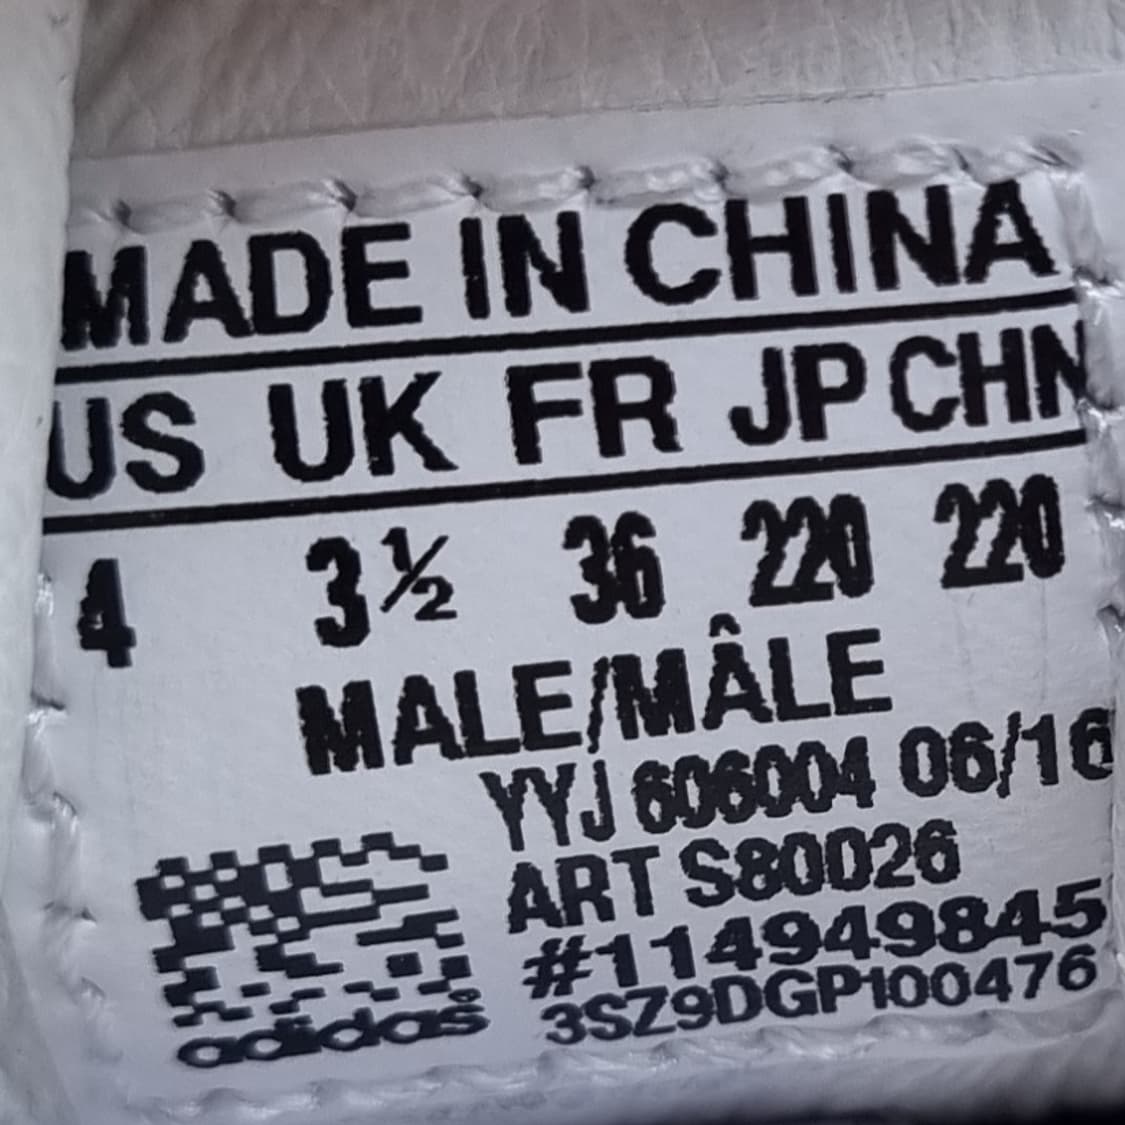 MADE IN CHINA
US UK FR JP CHN
4 3½ 36 220 220
MALE/MÂLE
YYJ 606004 06/16
ART S80026
#114949845
3SZ9DGP100476
adidas